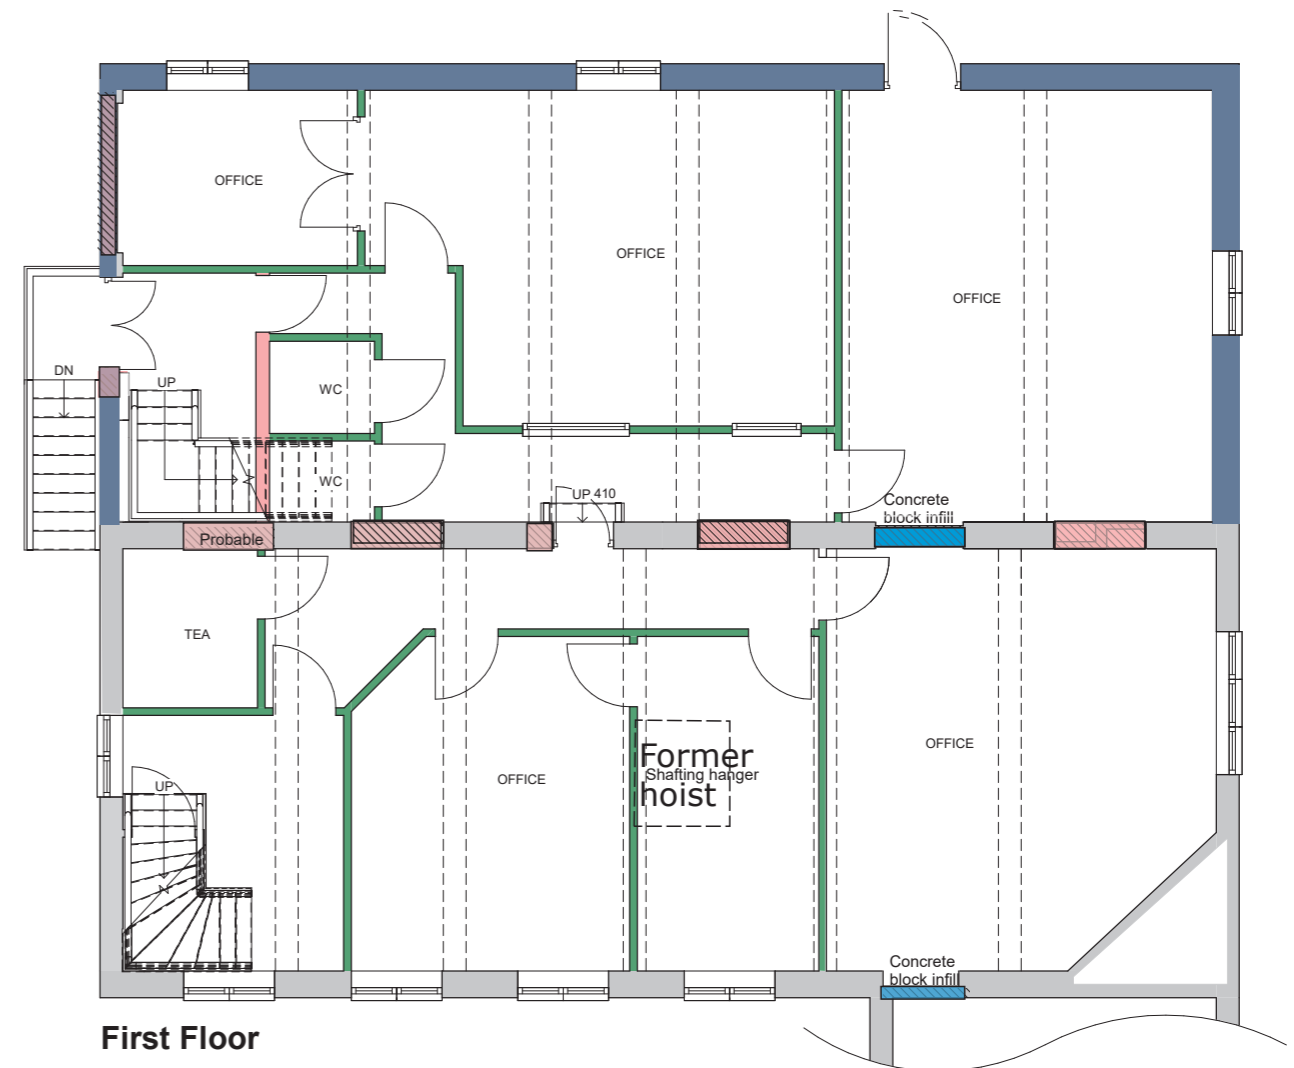 OFFICE
OFFICE
OFFICE
DN
UP
WC
WC
UP 410
Concrete
block infill
Probable
TEA
Former
Shafting hanger
hoist
OFFICE
OFFICE
UP
Concrete
block infill
First Floor